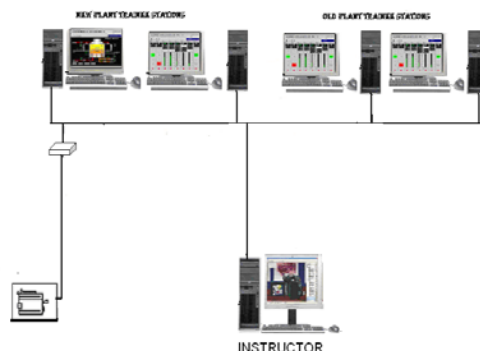 NEW PLANT TRAINEE STATIONS
OLD PLANT TRAINEE STATIONS
INSTRUCTOR